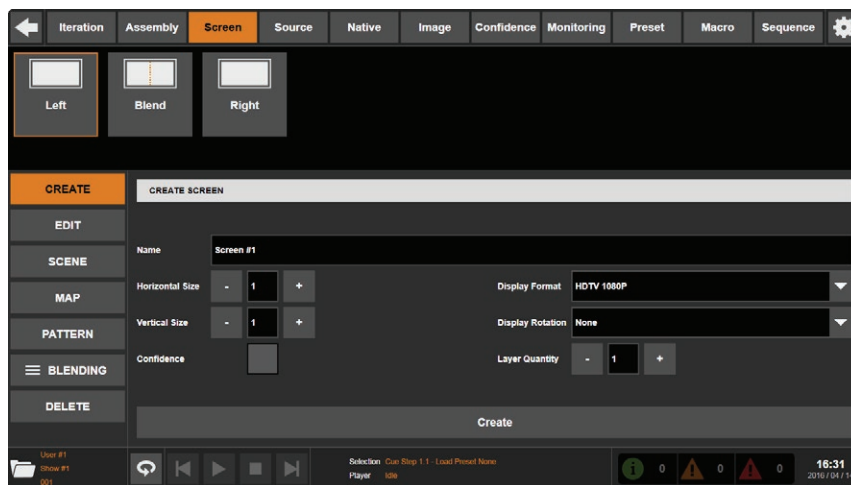 Iteration Assembly Screen Source Native Image Confidence Monitoring Preset Macro Sequence
Left Blend Right
CREATE
CREATE SCREEN
EDIT
Name Screen #1
SCENE
Horizontal Size - 1 + Display Format HDTV 1080P
MAP
Vertical Size - 1 + Display Rotation None
PATTERN
Confidence Layer Quantity - 1 +
BLENDING
DELETE
Create
User #1
Show #1
001
Selection Cue Step 1.1 - Load Preset None
Player Idle
0 0 0
16:31
2016 / 04 / 14